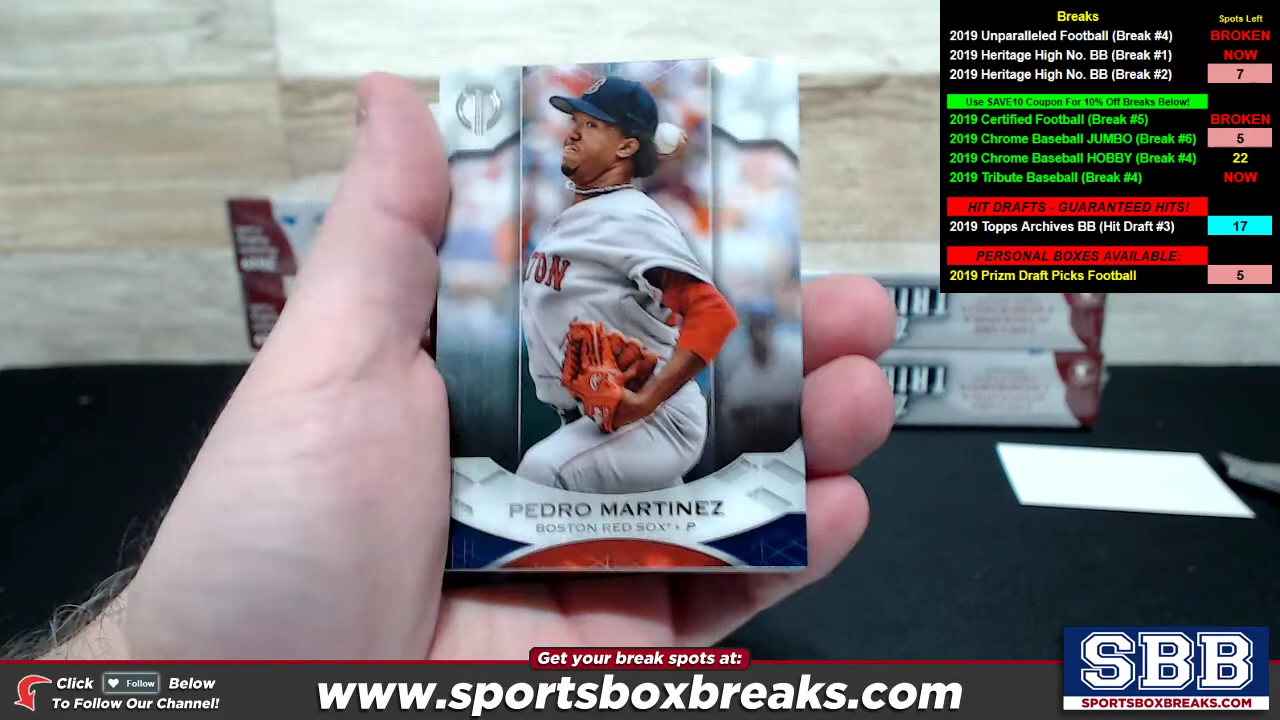 Breaks Spots Left
2019 Unparalleled Football (Break #4) BROKEN
2019 Heritage High No. BB (Break #1) NOW
2019 Heritage High No. BB (Break #2) 7
Use SAVE10 Coupon For 10% Off Breaks Below!
2019 Certified Football (Break #5) BROKEN
2019 Chrome Baseball JUMBO (Break #6) 5
2019 Chrome Baseball HOBBY (Break #4) 22
2019 Tribute Baseball (Break #4) NOW
HIT DRAFTS - GUARANTEED HITS!
2019 Topps Archives BB (Hit Draft #3) 17
PERSONAL BOXES AVAILABLE:
2019 Prizm Draft Picks Football 5
B
TON
PEDRO MARTINEZ
BOSTON RED SOX • P
Get your break spots at:
Click Follow Below
To Follow Our Channel!
www.sportsboxbreaks.com
SBB
SPORTSBOXBREAKS.COM